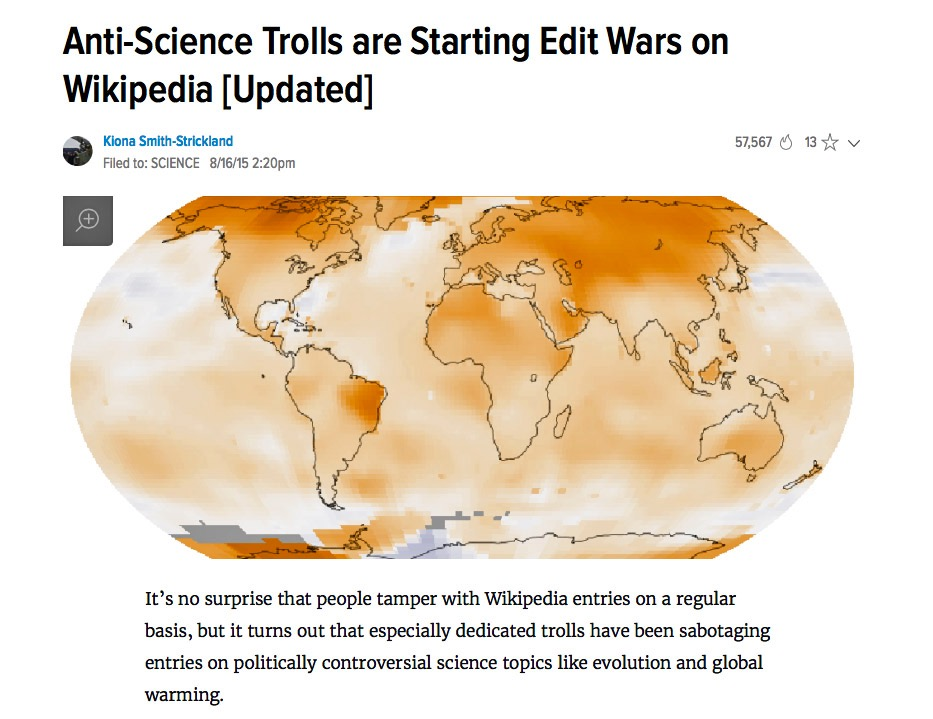 Anti-Science Trolls are Starting Edit Wars on
Wikipedia [Updated]
Kiona Smith-Strickland
Filed to: SCIENCE 8/16/15 2:20pm
57,567 13
It’s no surprise that people tamper with Wikipedia entries on a regular
basis, but it turns out that especially dedicated trolls have been sabotaging
entries on politically controversial science topics like evolution and global
warming.